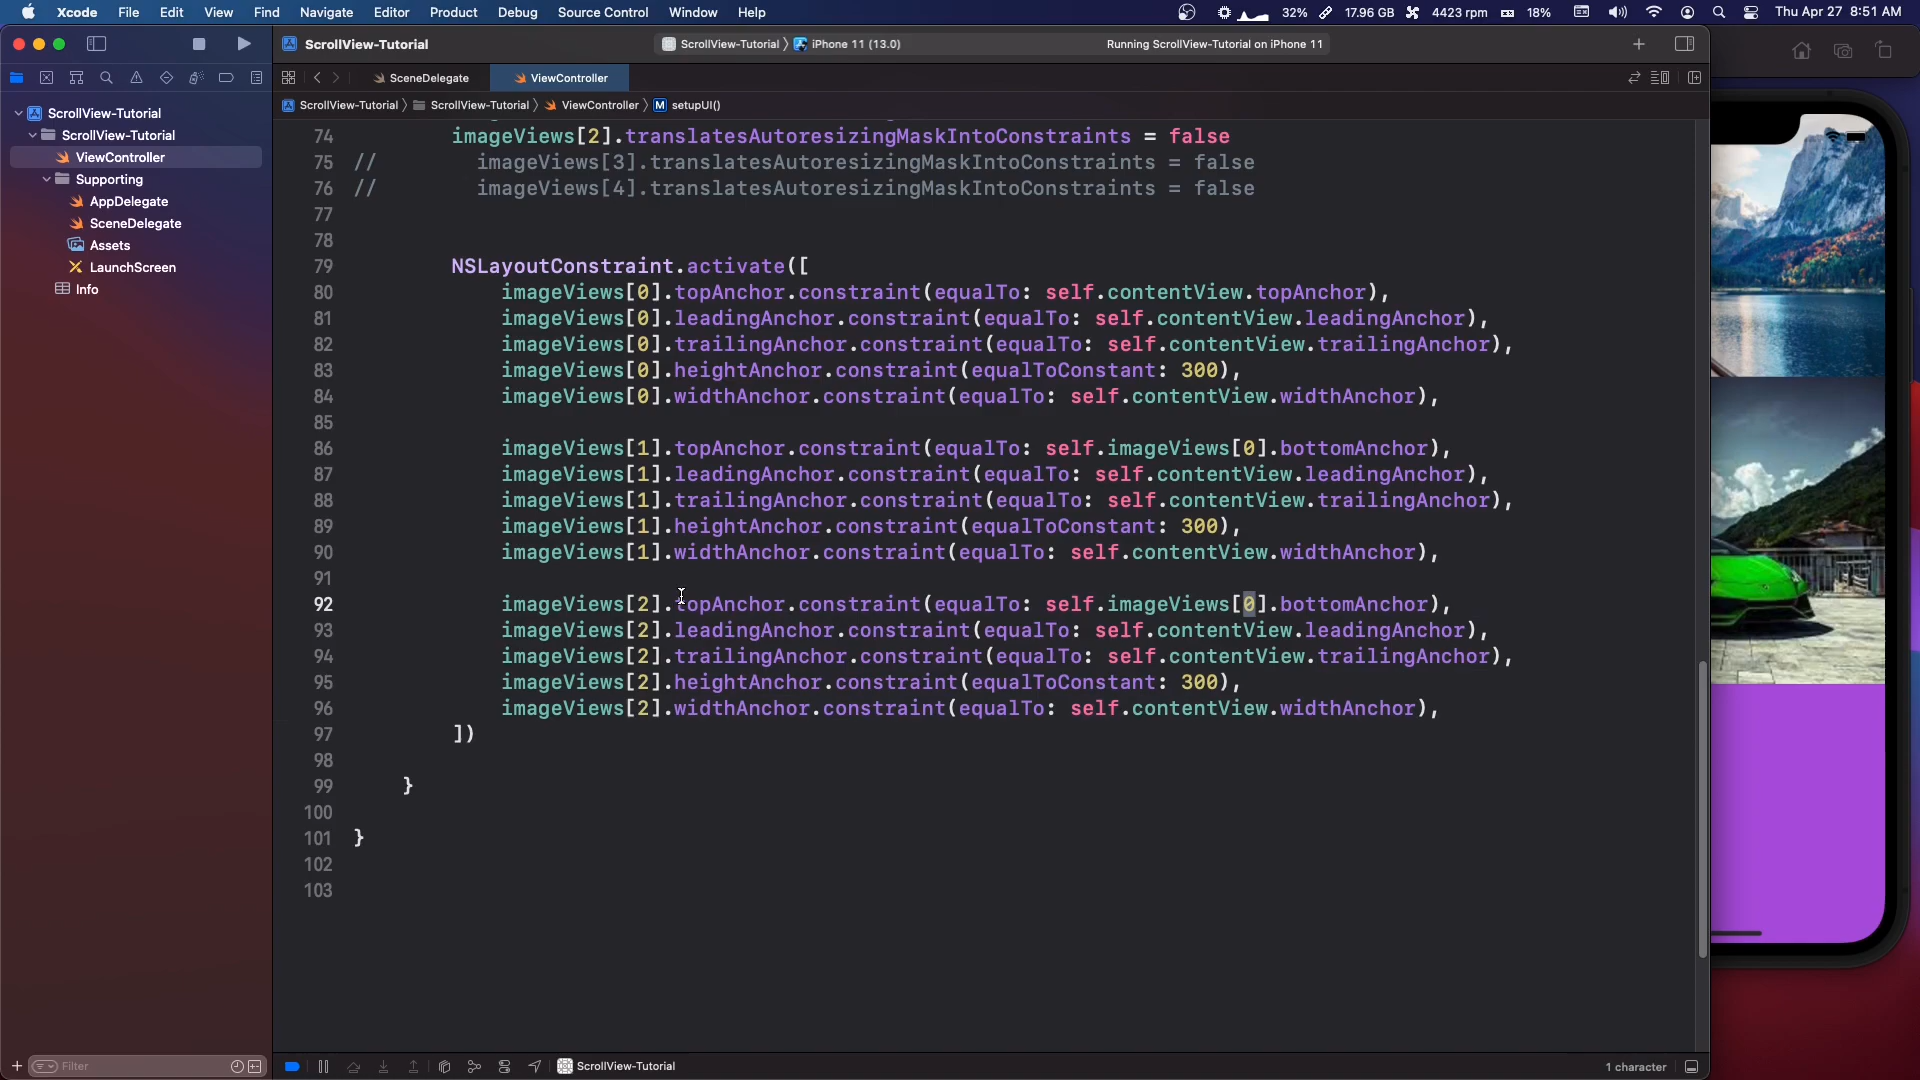 Xcode File Edit View Find Navigate Editor Product Debug Source Control Window Help 32% 17.96 GB 4423 rpm 18% Thu Apr 27 8:51 AM
ScrollView-Tutorial ScrollView-Tutorial iPhone 11 (13.0) Running ScrollView-Tutorial on iPhone 11
SceneDelegate ViewController
ScrollView-Tutorial ScrollView-Tutorial ViewController M setupUI()
ScrollView-Tutorial
ScrollView-Tutorial
ViewController
Supporting
AppDelegate
SceneDelegate
Assets
LaunchScreen
Info
74 imageViews[2].translatesAutoresizingMaskIntoConstraints = false
75 // imageViews[3].translatesAutoresizingMaskIntoConstraints = false
76 // imageViews[4].translatesAutoresizingMaskIntoConstraints = false
77
78
79 NSLayoutConstraint.activate([
80 imageViews[0].topAnchor.constraint(equalTo: self.contentView.topAnchor),
81 imageViews[0].leadingAnchor.constraint(equalTo: self.contentView.leadingAnchor),
82 imageViews[0].trailingAnchor.constraint(equalTo: self.contentView.trailingAnchor),
83 imageViews[0].heightAnchor.constraint(equalToConstant: 300),
84 imageViews[0].widthAnchor.constraint(equalTo: self.contentView.widthAnchor),
85
86 imageViews[1].topAnchor.constraint(equalTo: self.imageViews[0].bottomAnchor),
87 imageViews[1].leadingAnchor.constraint(equalTo: self.contentView.leadingAnchor),
88 imageViews[1].trailingAnchor.constraint(equalTo: self.contentView.trailingAnchor),
89 imageViews[1].heightAnchor.constraint(equalToConstant: 300),
90 imageViews[1].widthAnchor.constraint(equalTo: self.contentView.widthAnchor),
91
92 imageViews[2].topAnchor.constraint(equalTo: self.imageViews[0].bottomAnchor),
93 imageViews[2].leadingAnchor.constraint(equalTo: self.contentView.leadingAnchor),
94 imageViews[2].trailingAnchor.constraint(equalTo: self.contentView.trailingAnchor),
95 imageViews[2].heightAnchor.constraint(equalToConstant: 300),
96 imageViews[2].widthAnchor.constraint(equalTo: self.contentView.widthAnchor),
97 ])
98
99 }
100
101 }
102
103
Filter ScrollView-Tutorial 1 character